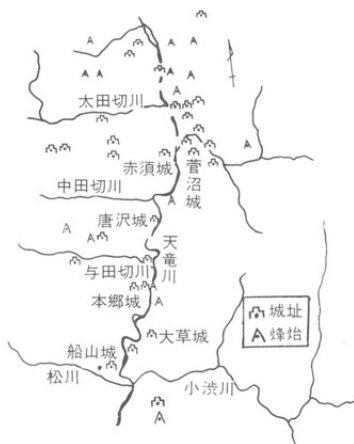 太田切川
赤須城
菅沼城
中田切川
唐沢城
天竜川
与田切川
本郷城
城址
烽焔
大草城
船山城
松川
小渋川